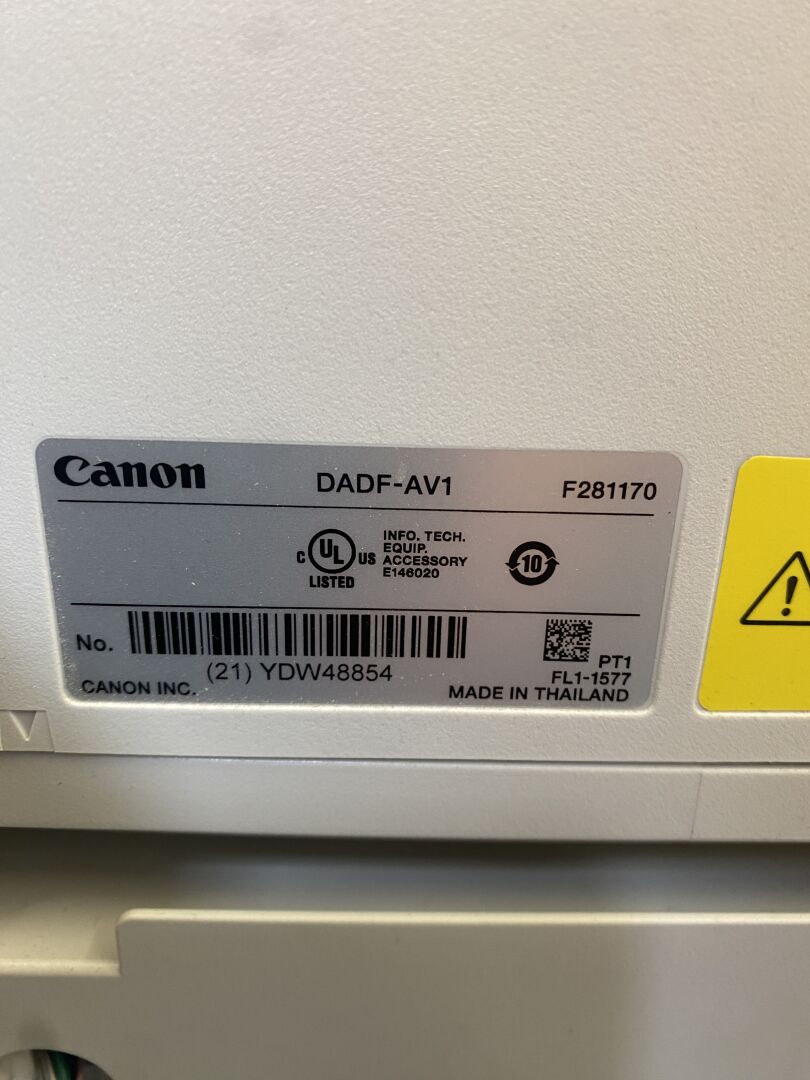 Canon DADF-AV1 F281170
C UL US LISTED
INFO. TECH.
EQUIP.
ACCESSORY
E146020
10
No.
(21) YDW48854
PT1
FL1-1577
CANON INC. MADE IN THAILAND